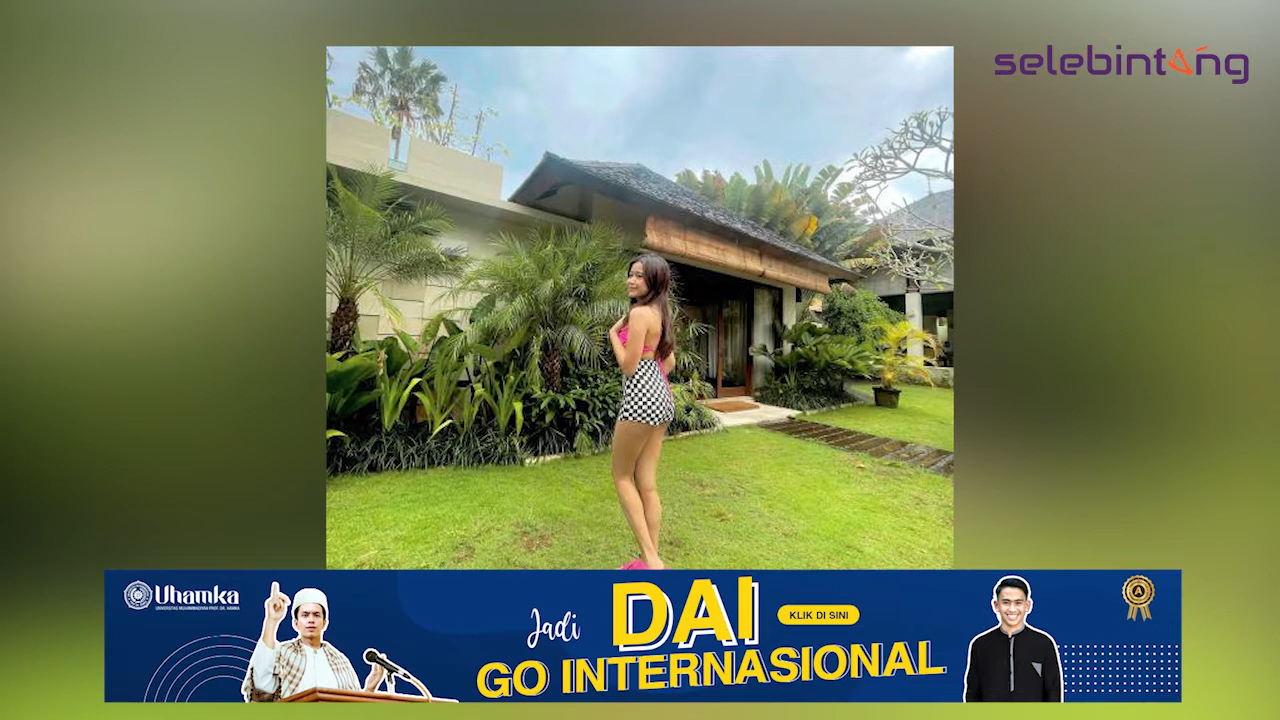 selebintang
Uhamka
UNIVERSITAS MUHAMMADIYAH PROF. DR. HAMKA
Jadi
DAI
KLIK DI SINI
GO INTERNASIONAL
A